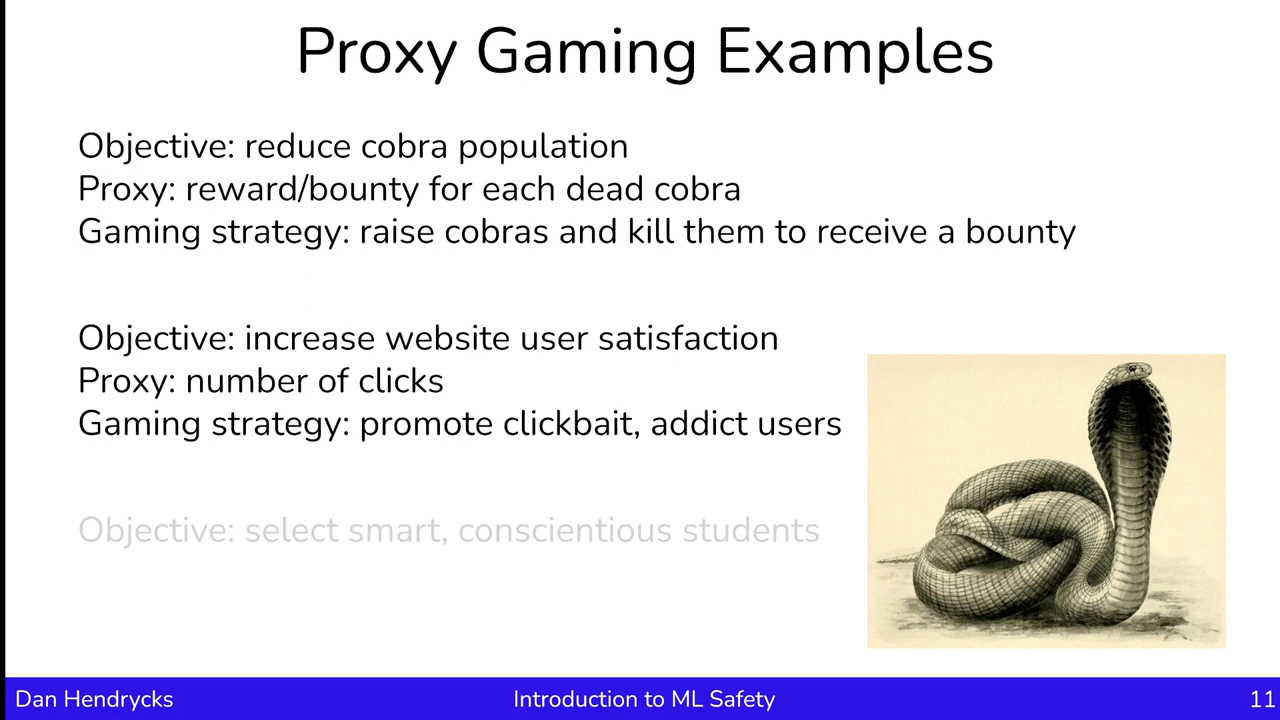 Proxy Gaming Examples
Objective: reduce cobra population
Proxy: reward/bounty for each dead cobra
Gaming strategy: raise cobras and kill them to receive a bounty
Objective: increase website user satisfaction
Proxy: number of clicks
Gaming strategy: promote clickbait, addict users
Objective: select smart, conscientious students
Dan Hendrycks
Introduction to ML Safety
11